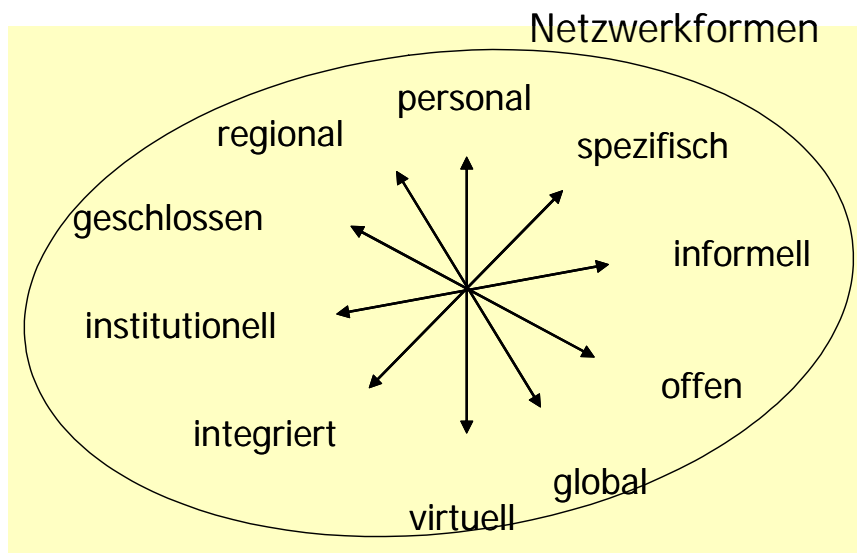 Netzwerkformen
personal
regional
spezifisch
geschlossen
informell
institutionell
offen
integriert
global
virtuell